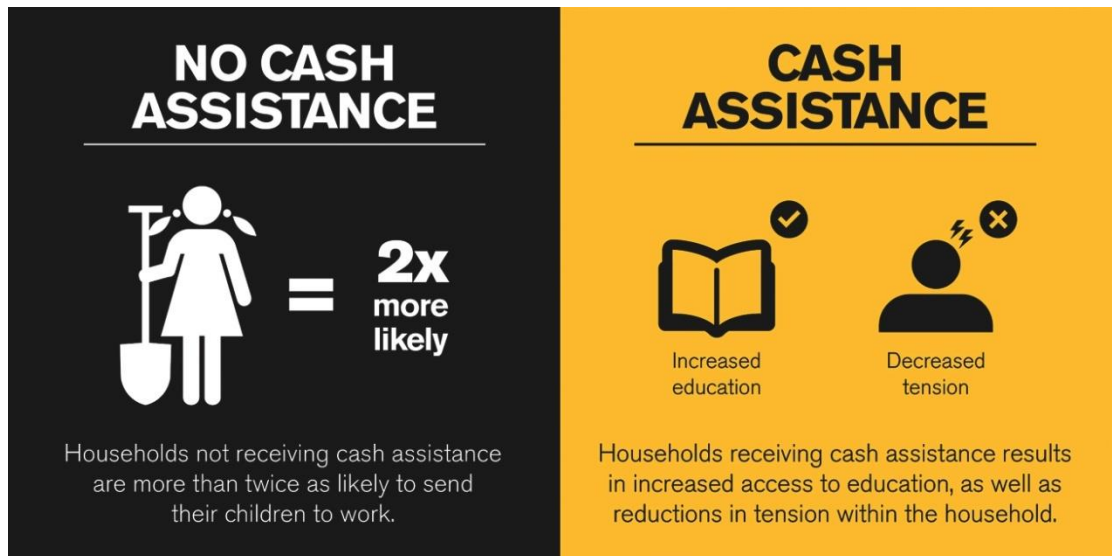 NO CASH
ASSISTANCE
=
2x
more
likely
Households not receiving cash assistance
are more than twice as likely to send
their children to work.
CASH
ASSISTANCE
Increased
education
Decreased
tension
Households receiving cash assistance results
in increased access to education, as well as
reductions in tension within the household.